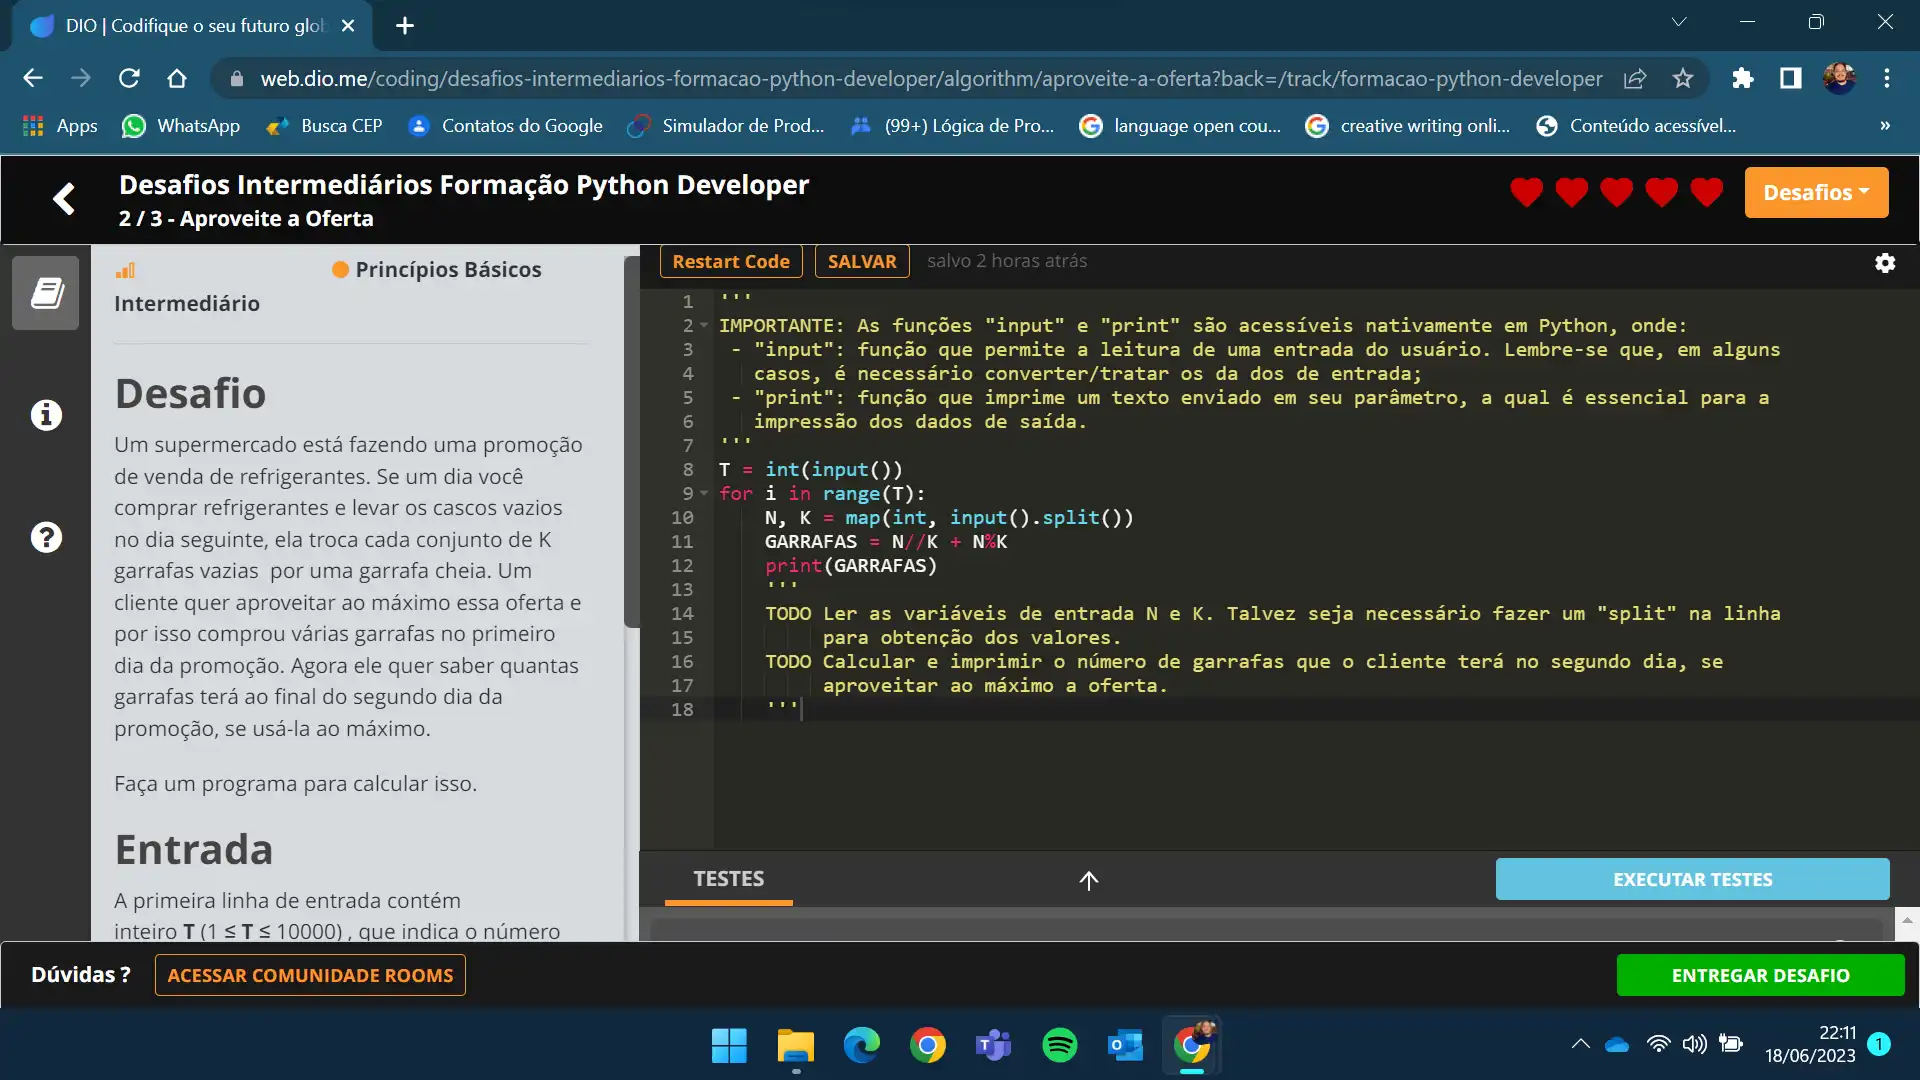 DIO | Codifique o seu futuro glob
web.dio.me/coding/desafios-intermediarios-formacao-python-developer/algorithm/aproveite-a-oferta?back=/track/formacao-python-developer
Apps WhatsApp Busca CEP Contatos do Google Simulador de Prod... (99+) Lógica de Pro... language open cou... creative writing onli... Conteúdo acessível... »
Desafios Intermediários Formação Python Developer
2 / 3 - Aproveite a Oferta
Desafios
Intermediário
Princípios Básicos
Desafio
Um supermercado está fazendo uma promoção
de venda de refrigerantes. Se um dia você
comprar refrigerantes e levar os cascos vazios
no dia seguinte, ela troca cada conjunto de K
garrafas vazias por uma garrafa cheia. Um
cliente quer aproveitar ao máximo essa oferta e
por isso comprou várias garrafas no primeiro
dia da promoção. Agora ele quer saber quantas
garrafas terá ao final do segundo dia da
promoção, se usá-la ao máximo.
Faça um programa para calcular isso.
Entrada
A primeira linha de entrada contém
inteiro T (1 ≤ T ≤ 10000) , que indica o número
Restart Code SALVAR salvo 2 horas atrás
1 '''
2 IMPORTANTE: As funções "input" e "print" são acessíveis nativamente em Python, onde:
3 - "input": função que permite a leitura de uma entrada do usuário. Lembre-se que, em alguns
4 casos, é necessário converter/tratar os da dos de entrada;
5 - "print": função que imprime um texto enviado em seu parâmetro, a qual é essencial para a
6 impressão dos dados de saída.
7 '''
8 T = int(input())
9 for i in range(T):
10 N, K = map(int, input().split())
11 GARRAFAS = N//K + N%K
12 print(GARRAFAS)
13 '''
14 TODO Ler as variáveis de entrada N e K. Talvez seja necessário fazer um "split" na linha
15 para obtenção dos valores.
16 TODO Calcular e imprimir o número de garrafas que o cliente terá no segundo dia, se
17 aproveitar ao máximo a oferta.
18 '''
TESTES
EXECUTAR TESTES
Dúvidas ?
ACESSAR COMUNIDADE ROOMS
ENTREGAR DESAFIO
22:11
18/06/2023
1